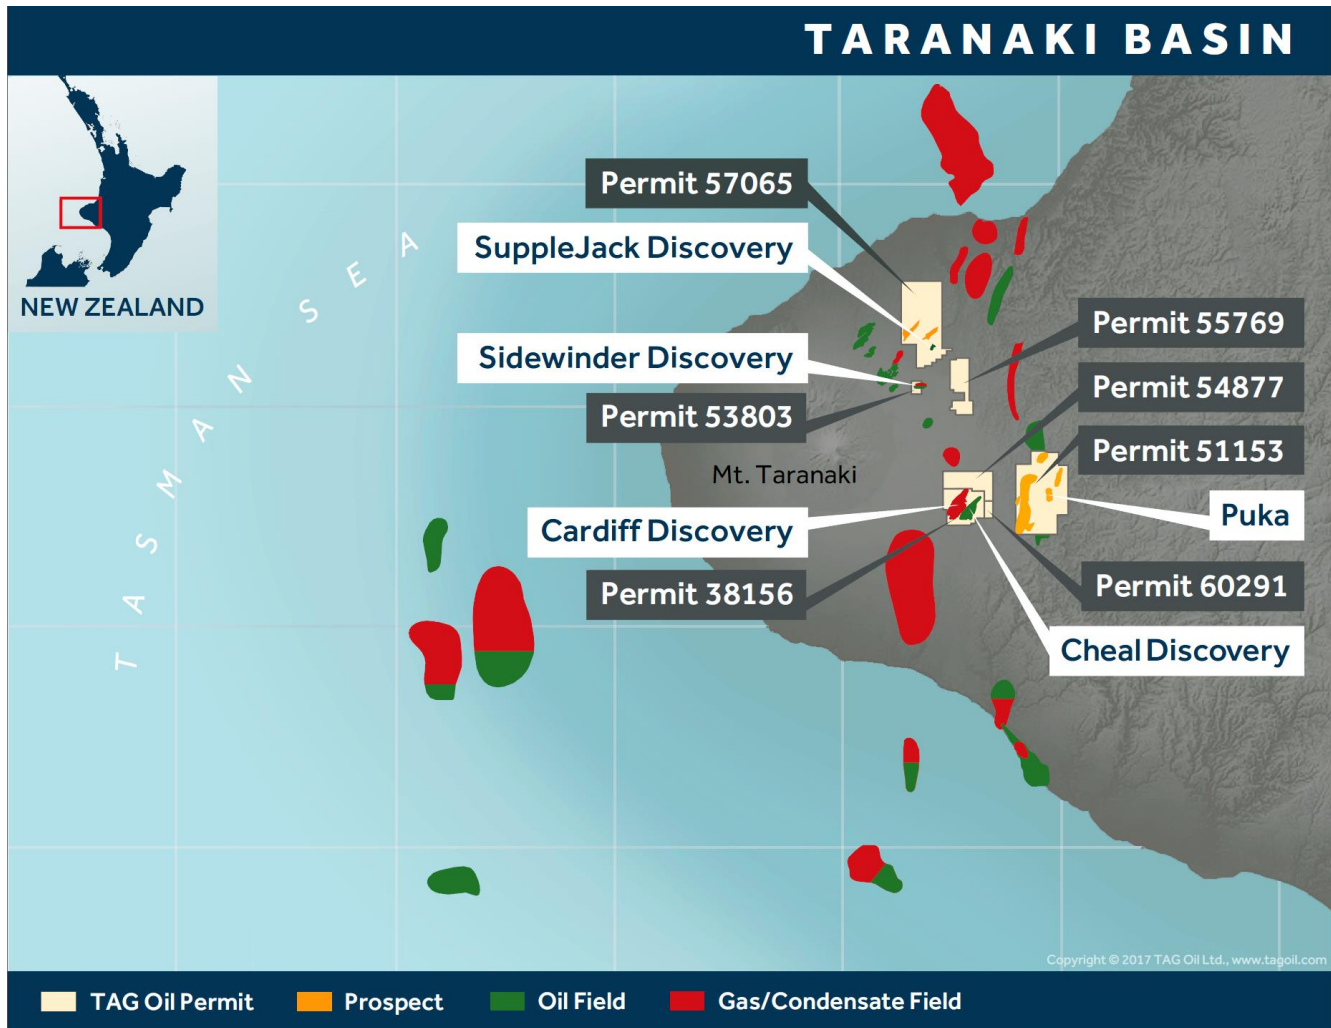 TARANAKI BASIN
NEW ZEALAND
TASMAN SEA
Permit 57065
SuppleJack Discovery
Sidewinder Discovery
Permit 53803
Mt. Taranaki
Cardiff Discovery
Permit 38156
Permit 55769
Permit 54877
Permit 51153
Puka
Permit 60291
Cheal Discovery
Copyright © 2017 TAG Oil Ltd., www.tagoil.com
TAG Oil Permit
Prospect
Oil Field
Gas/Condensate Field